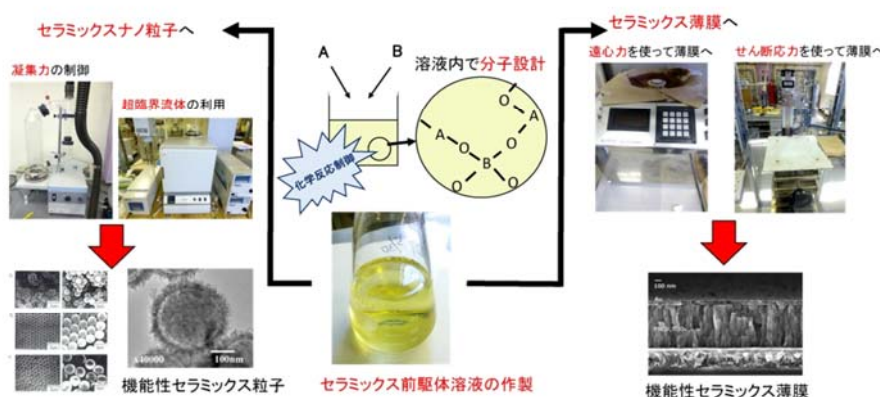 セラミックスナノ粒子へ
セラミックス薄膜へ
凝集力の制御
超臨界流体の利用
A B
溶液内で分子設計
遠心力を使って薄膜へ
せん断応力を使って薄膜へ
化学反応制御
O
A
A
O
O
B
O
O
X40000
100nm
100 nm
機能性セラミックス粒子
セラミックス前駆体溶液の作製
機能性セラミックス薄膜